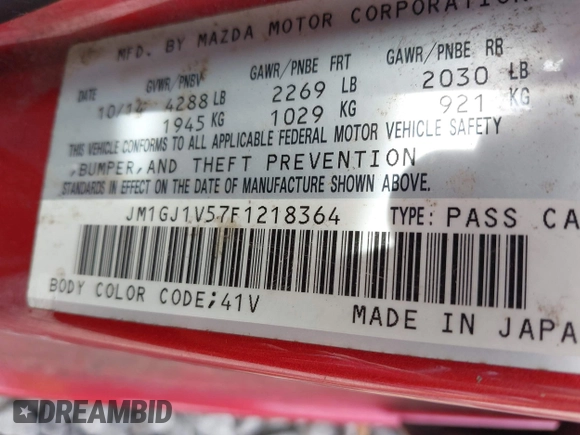 MFD. BY MAZDA MOTOR CORPORATION
DATE GVWR/PNBV GAWR/PNBE FRT GAWR/PNBE RR
4288 LB 2269 LB 2030 LB
1945 KG 1029 KG 921 KG
THIS VEHICLE CONFORMS TO ALL APPLICABLE FEDERAL MOTOR VEHICLE SAFETY
,BUMPER,AND THEFT PREVENTION
STANDARDS IN EFFECT ON THE DATE OF MANUFACTURE SHOWN ABOVE.
JM1GJ1V57F1218364 TYPE: PASS CA
BODY COLOR CODE;41V
MADE IN JAPA
DREAMBID